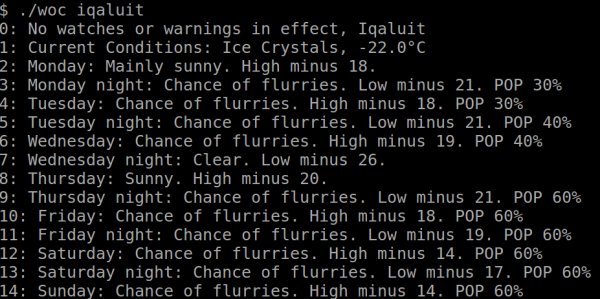 $ ./woc iqaluit
0: No watches or warnings in effect, Iqaluit
1: Current Conditions: Ice Crystals, -22.0°C
2: Monday: Mainly sunny. High minus 18.
3: Monday night: Chance of flurries. Low minus 21. POP 30%
4: Tuesday: Chance of flurries. High minus 18. POP 30%
5: Tuesday night: Chance of flurries. Low minus 21. POP 40%
6: Wednesday: Chance of flurries. High minus 19. POP 40%
7: Wednesday night: Clear. Low minus 26.
8: Thursday: Sunny. High minus 20.
9: Thursday night: Chance of flurries. Low minus 21. POP 60%
10: Friday: Chance of flurries. High minus 18. POP 60%
11: Friday night: Chance of flurries. Low minus 19. POP 60%
12: Saturday: Chance of flurries. High minus 14. POP 60%
13: Saturday night: Chance of flurries. Low minus 17. POP 60%
14: Sunday: Chance of flurries. High minus 14. POP 60%